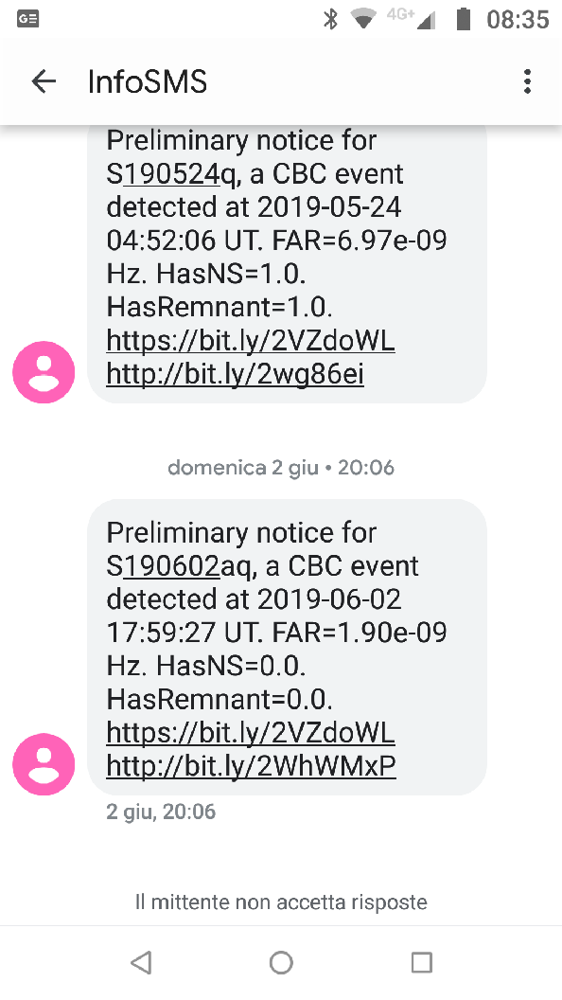 GE
4G+
08:35
InfoSMS
Preliminary notice for
S190524q, a CBC event
detected at 2019-05-24
04:52:06 UT. FAR=6.97e-09
Hz. HasNS=1.0.
HasRemnant=1.0.
https://bit.ly/2VZdoWL
http://bit.ly/2wg86ei
domenica 2 giu • 20:06
Preliminary notice for
S190602aq, a CBC event
detected at 2019-06-02
17:59:27 UT. FAR=1.90e-09
Hz. HasNS=0.0.
HasRemnant=0.0.
https://bit.ly/2VZdoWL
http://bit.ly/2WhWMxP
2 giu, 20:06
Il mittente non accetta risposte